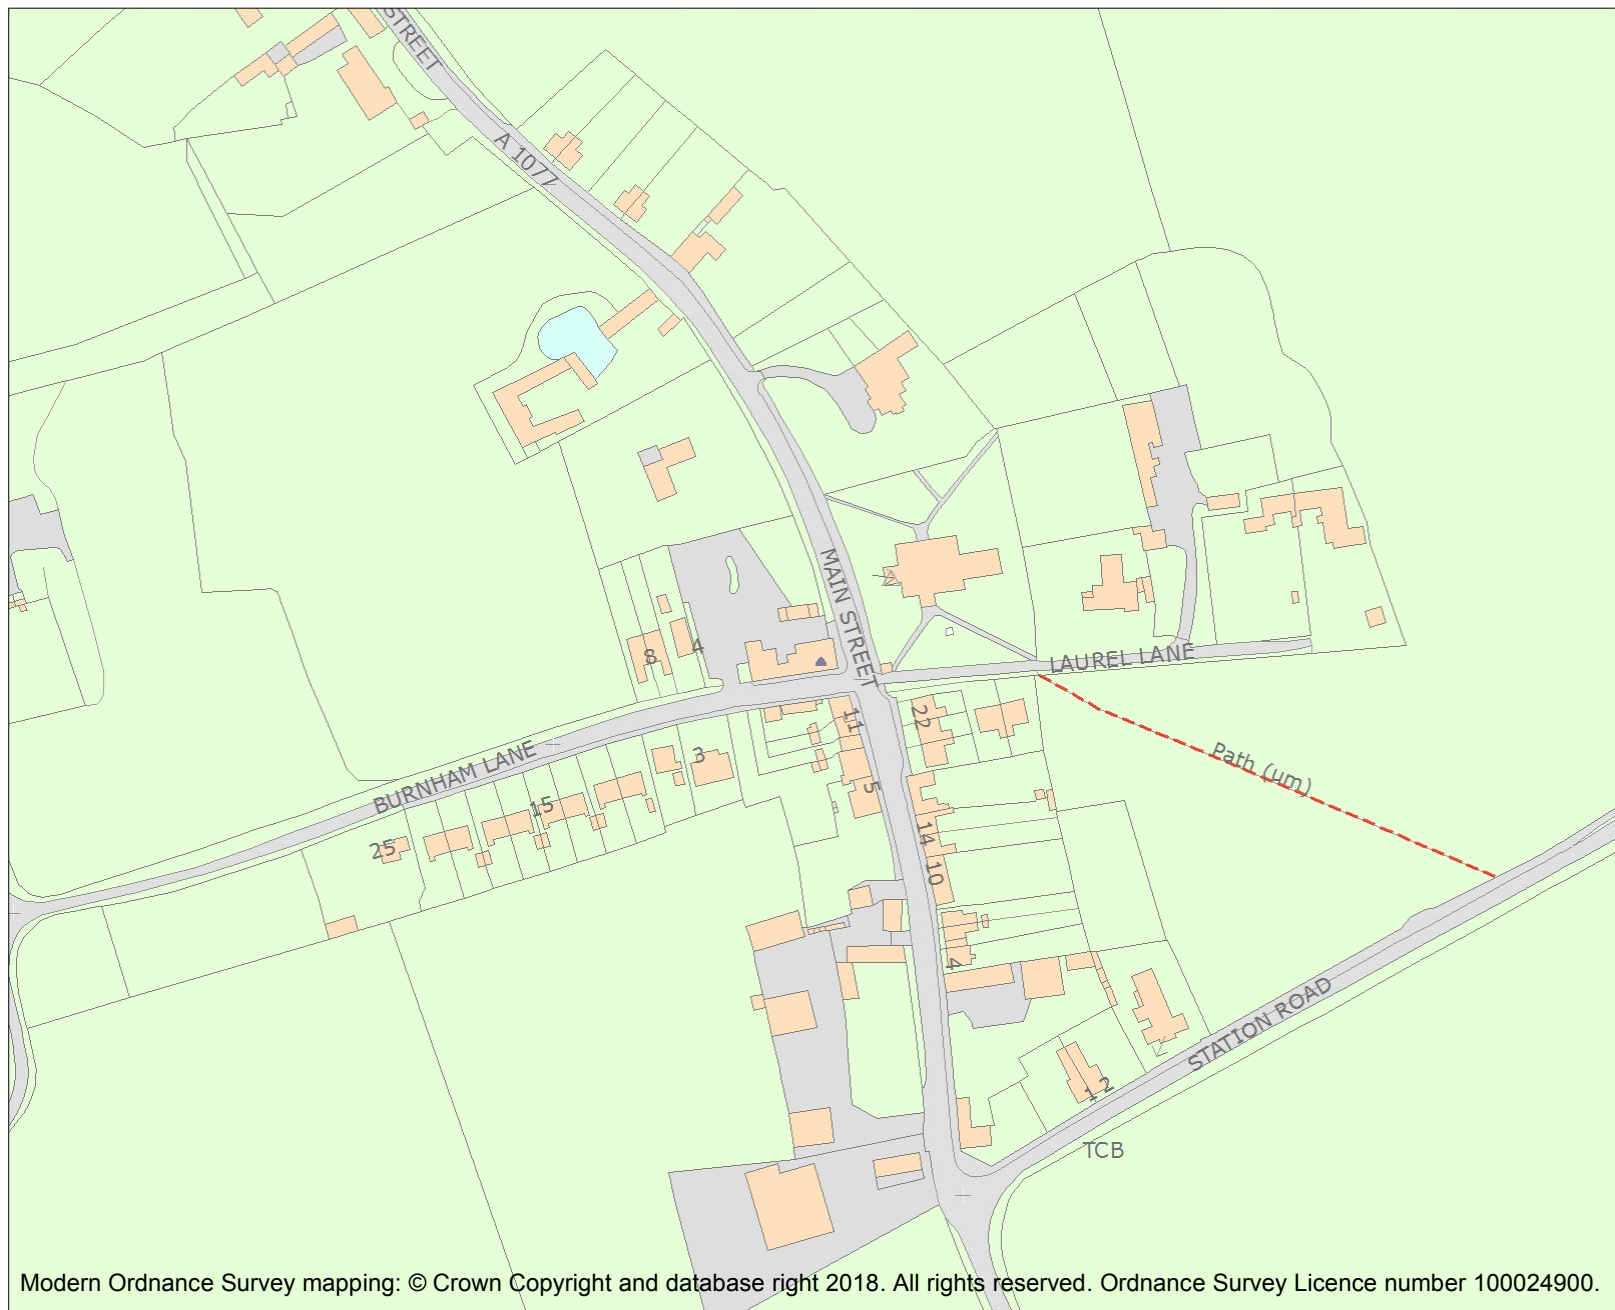 STREET
A 1077
MAIN STREET
8
4
LAUREL LANE
11
22
Path (um)
3
BURNHAM LANE
15
5
25
14
10
4
STATION ROAD
1 2
TCB
Modern Ordnance Survey mapping: © Crown Copyright and database right 2018. All rights reserved. Ordnance Survey Licence number 100024900.